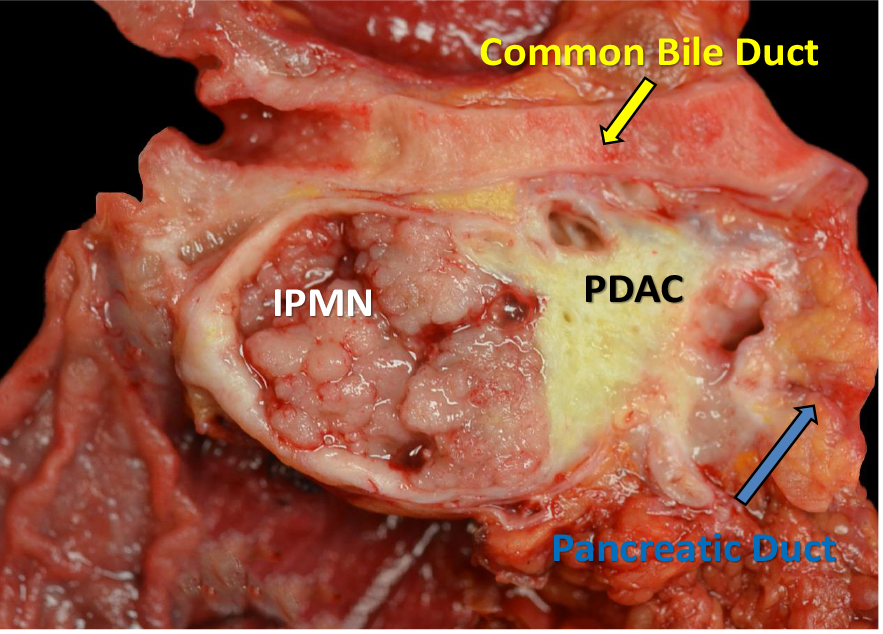 Common Bile Duct
IPMN
PDAC
Pancreatic Duct